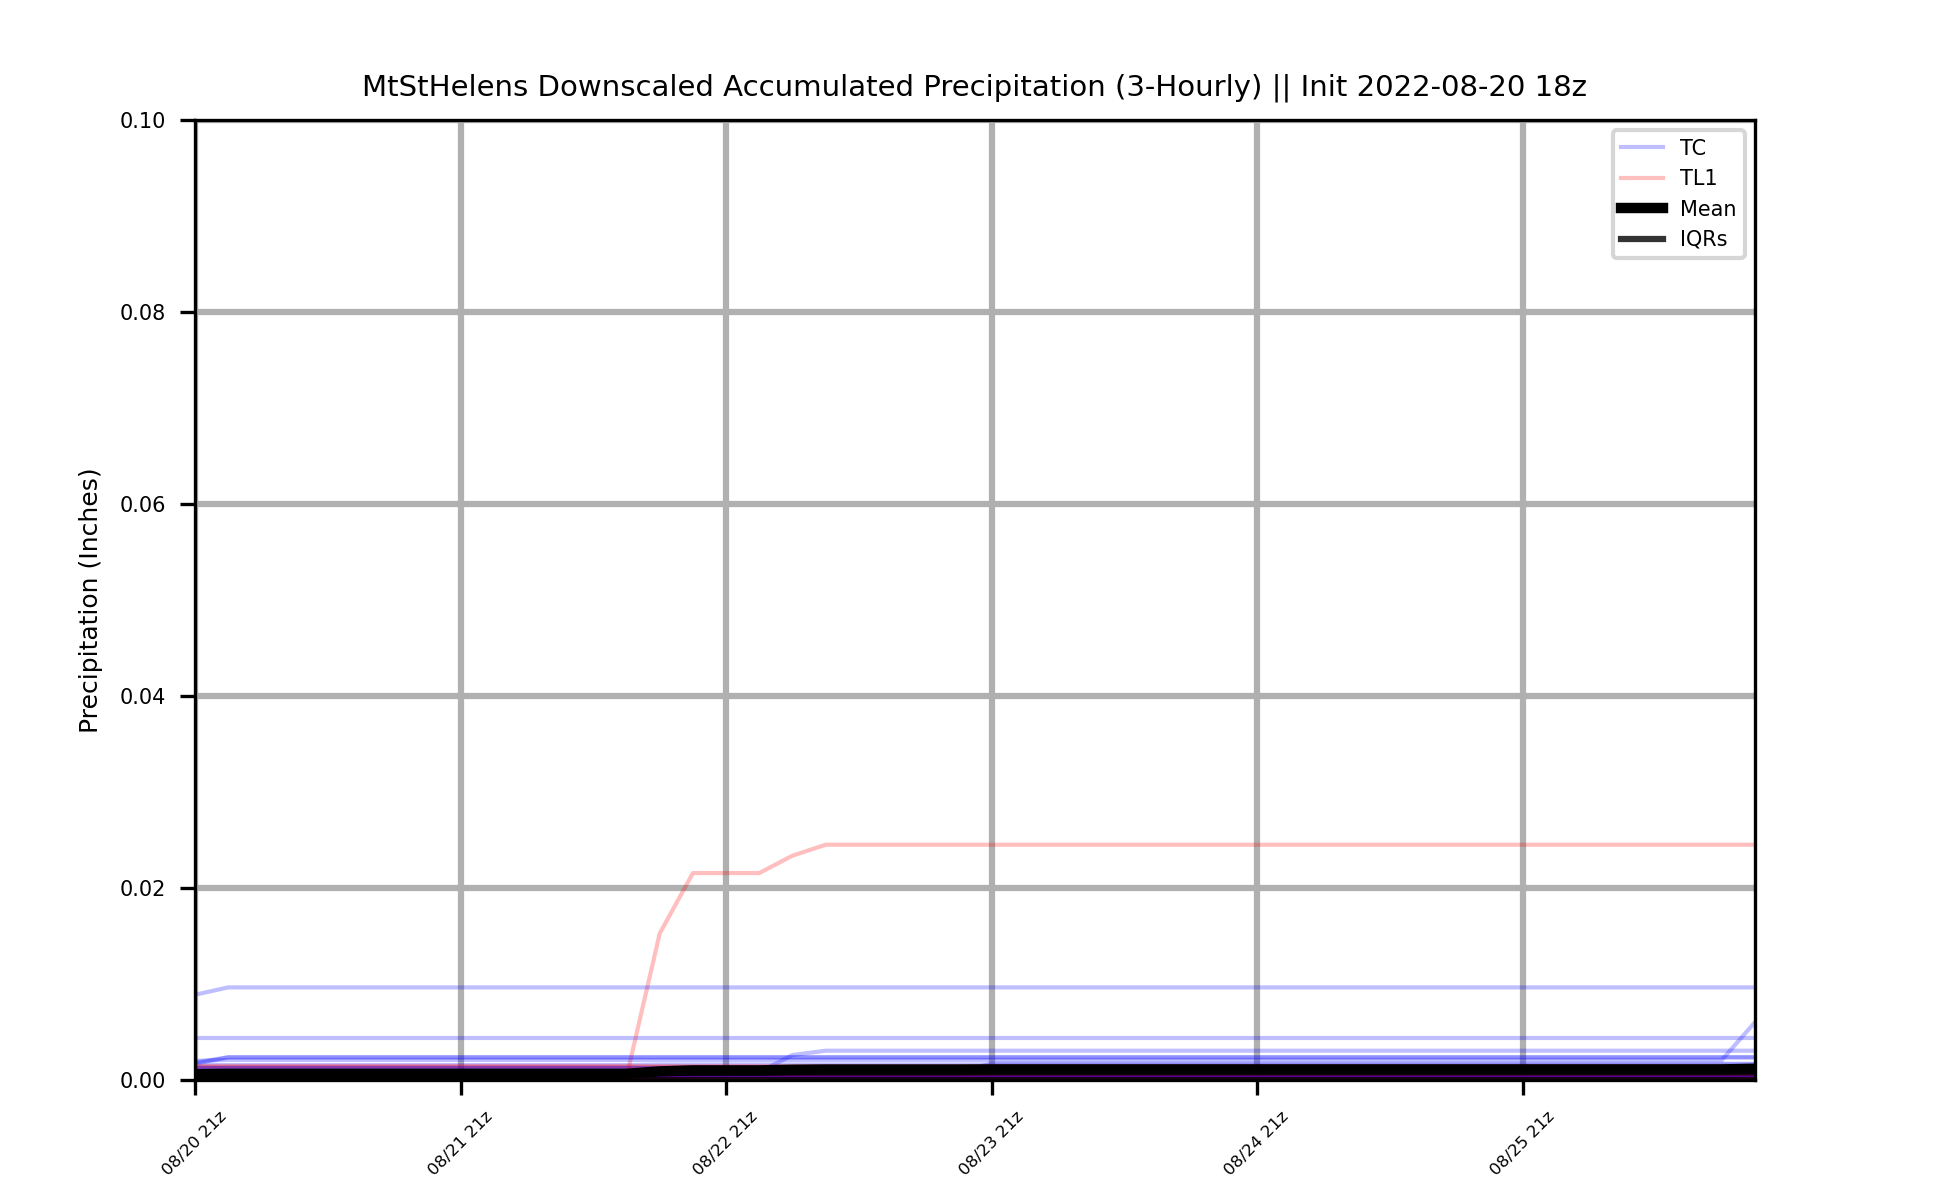 MtStHelens Downscaled Accumulated Precipitation (3-Hourly) || Init 2022-08-20 18z
TC
TL1
Mean
IQRs
Precipitation (Inches)
0.10
0.08
0.06
0.04
0.02
0.00
08/20 21z
08/21 21z
08/22 21z
08/23 21z
08/24 21z
08/25 21z